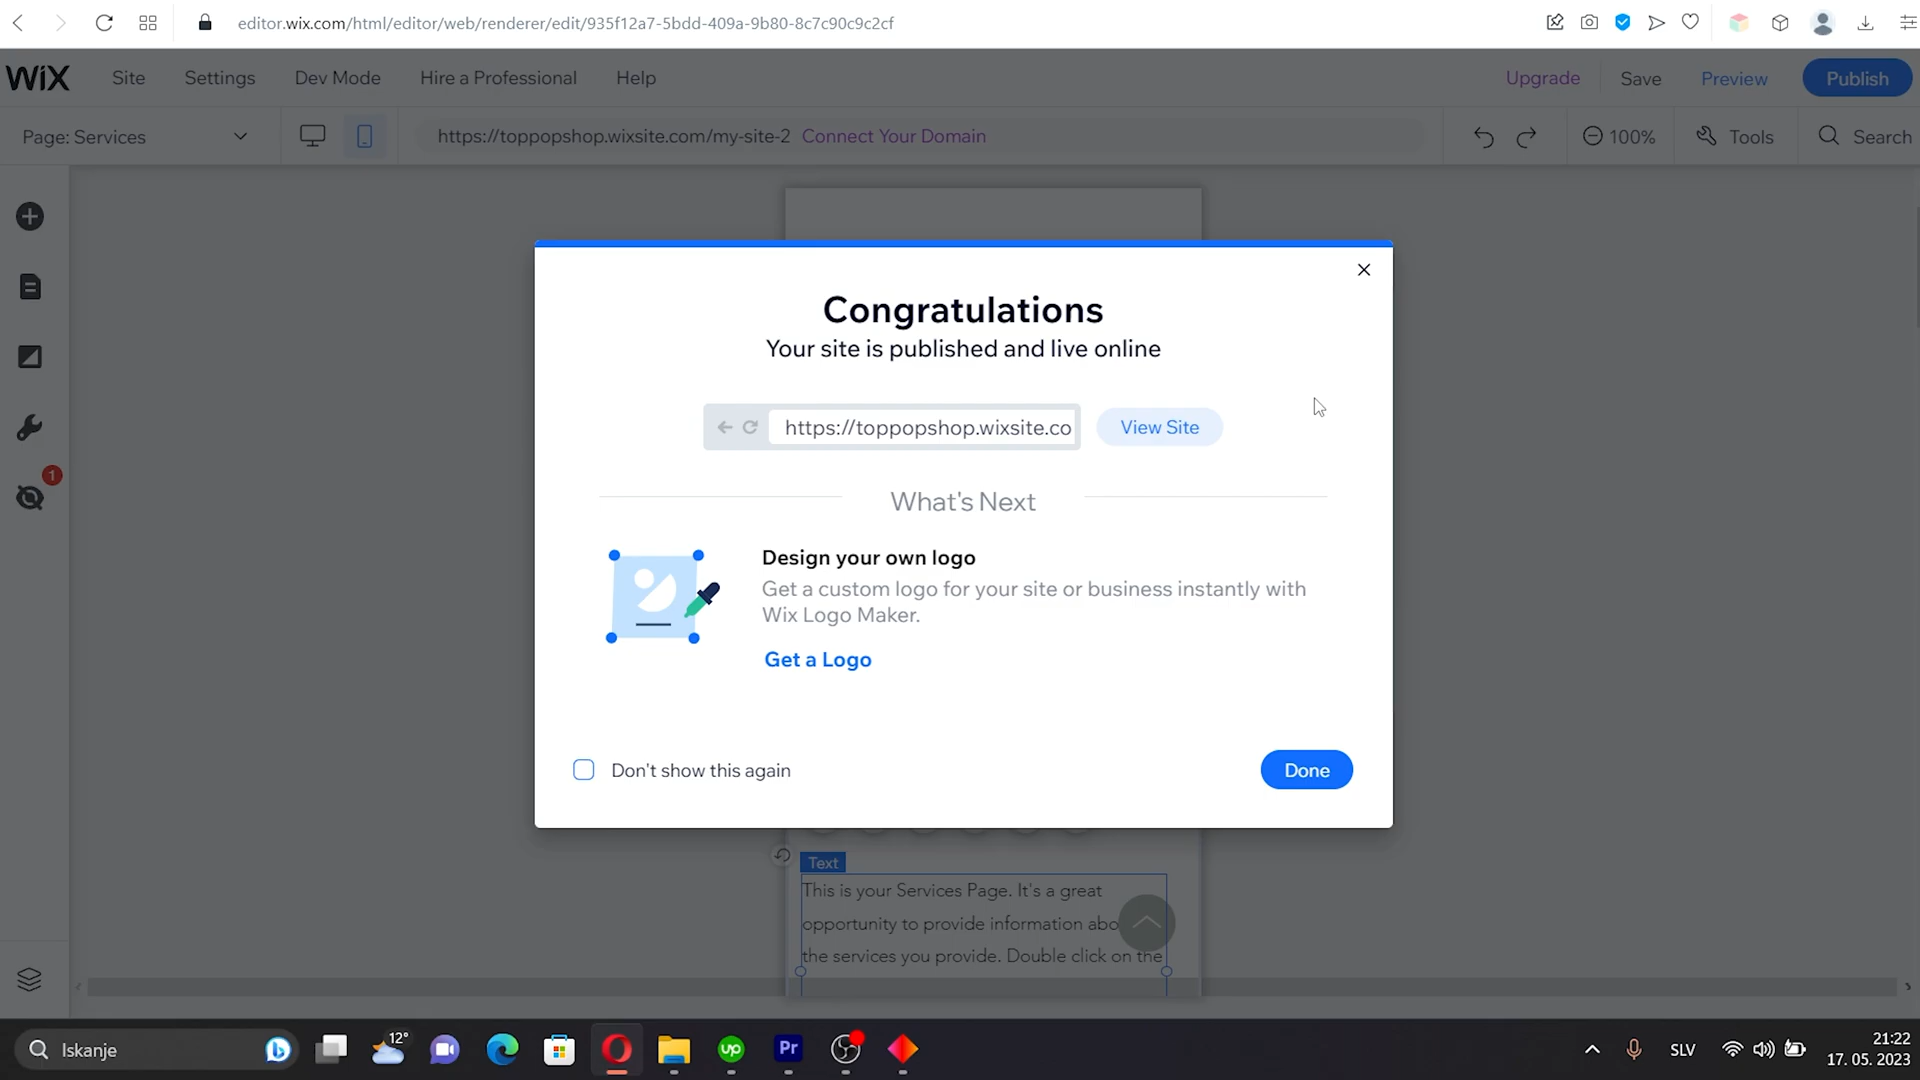 editor.wix.com/html/editor/web/renderer/edit/935f12a7-5bdd-409a-9b80-8c7c90c9c2cf
WiX Site Settings Dev Mode Hire a Professional Help Upgrade Save Preview Publish
Page: Services https://toppopshop.wixsite.com/my-site-2 Connect Your Domain 100% Tools Search
Congratulations
Your site is published and live online
https://toppopshop.wixsite.co View Site
1
What's Next
Design your own logo
Get a custom logo for your site or business instantly with
Wix Logo Maker.
Get a Logo
Don't show this again Done
Text
This is your Services Page. It's a great
opportunity to provide information abo
the services you provide. Double click on the
Iskanje 12° up Pr SLV 21:22
17. 05. 2023